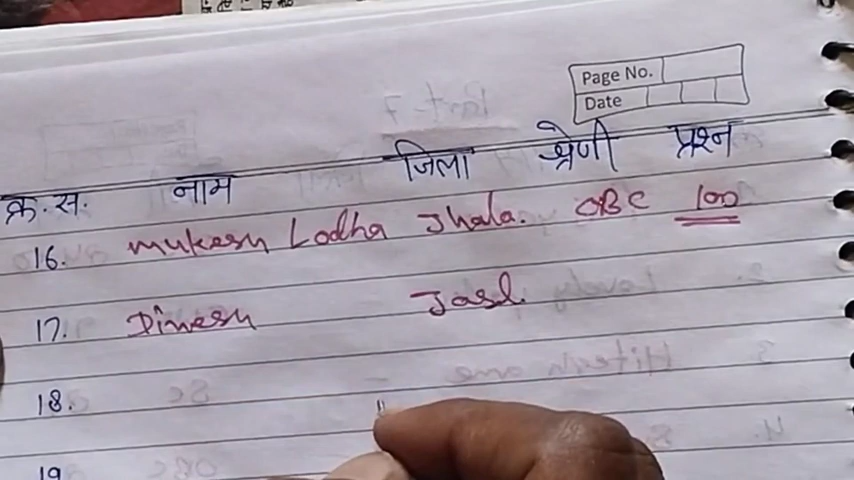 Page No.
Date
क्र.स. नाम जिला श्रेणी प्रश्न
16. Mukesh Lodha Jhala. OBC 100
17. Dinesh Jasl.
18.
19